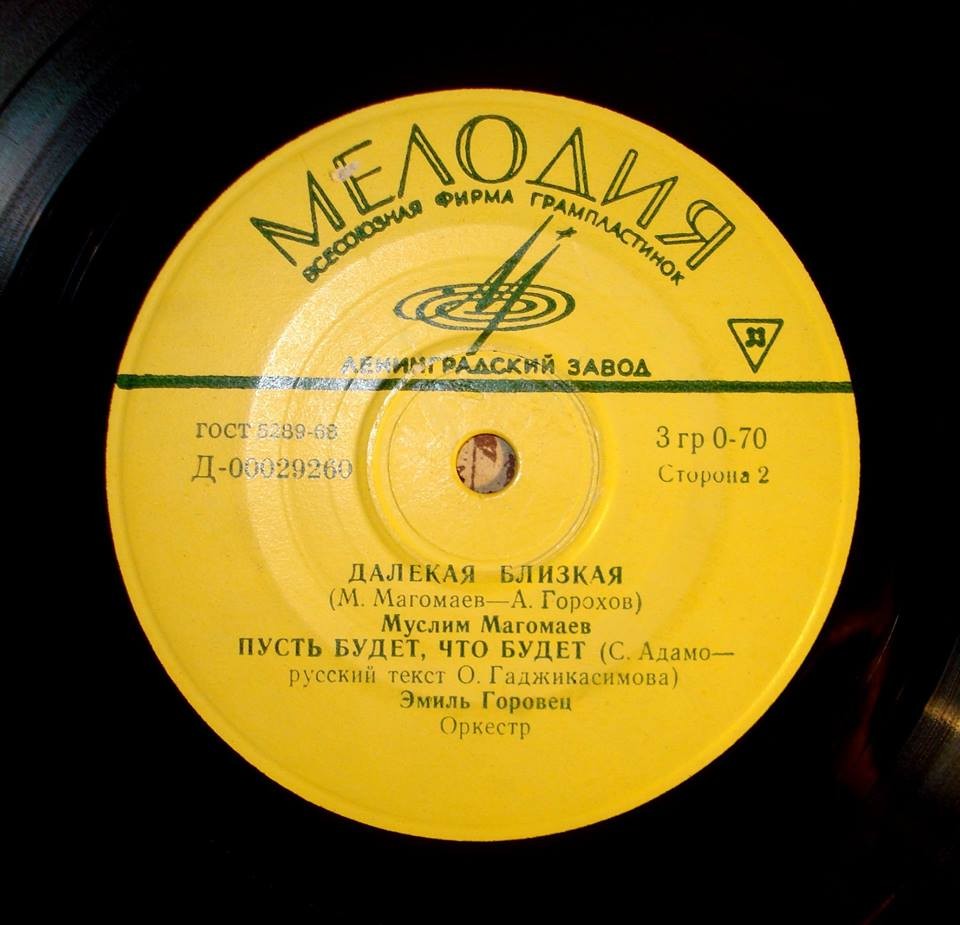 МЕЛОДИЯ
ВСЕСОЮЗНАЯ ФИРМА ГРАМПЛАСТИНОК
33
ЛЕНИНГРАДСКИЙ ЗАВОД
ГОСТ 5289-68
3 гр 0-70
Д-00029260
Сторона 2
ДАЛЕКАЯ БЛИЗКАЯ
(М. Магомаев—А. Горохов)
Муслим Магомаев
ПУСТЬ БУДЕТ, ЧТО БУДЕТ (С. Адамо—
русский текст О. Гаджикасимова)
Эмиль Горовец
Оркестр